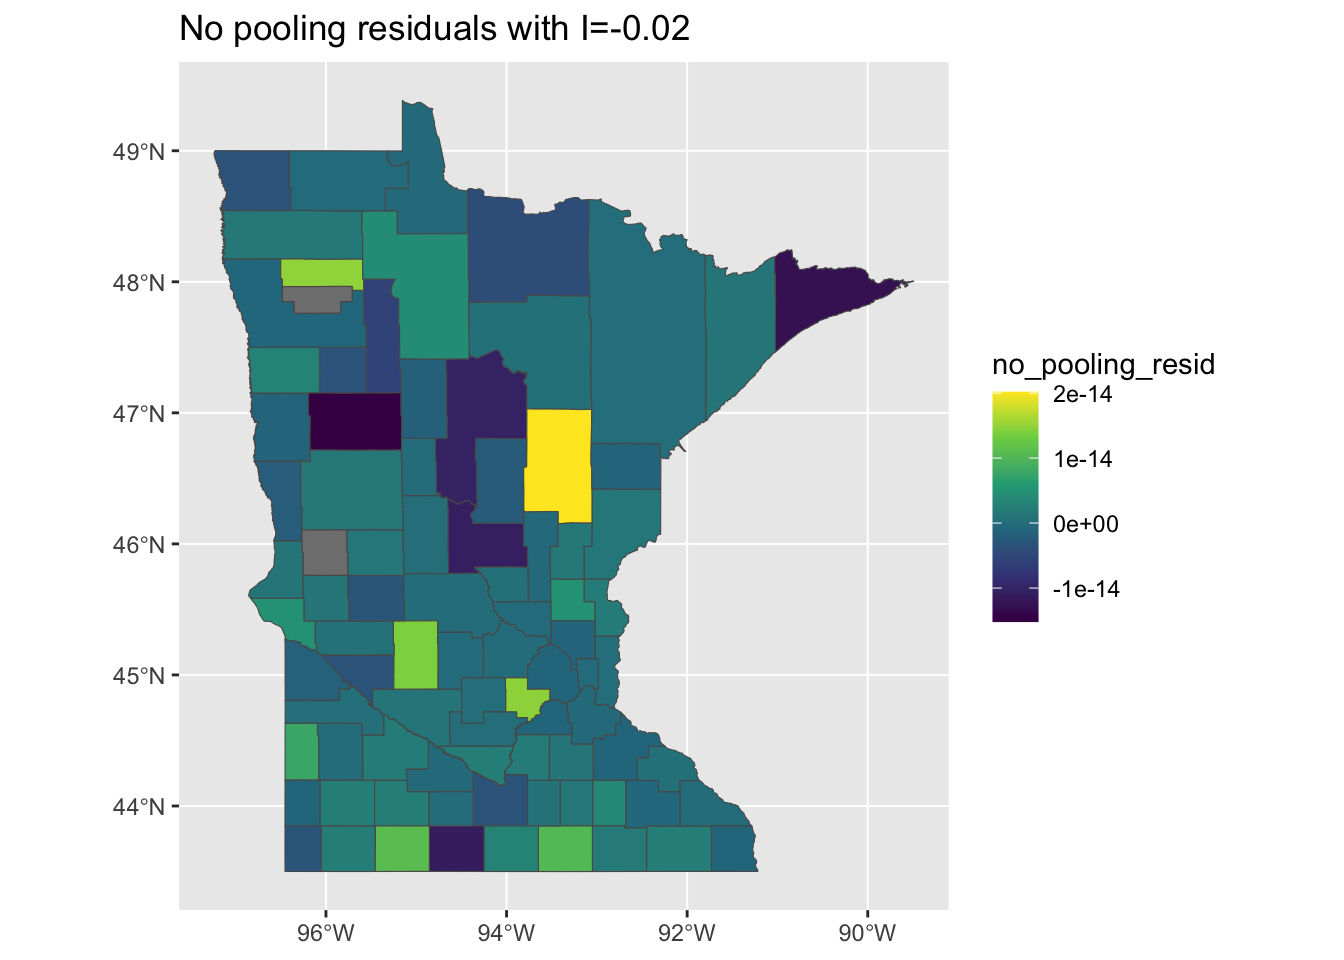 No pooling residuals with I=-0.02
49°N
48°N
47°N
46°N
45°N
44°N
96°W
94°W
92°W
90°W
no_pooling_resid
2e-14
1e-14
0e+00
-1e-14